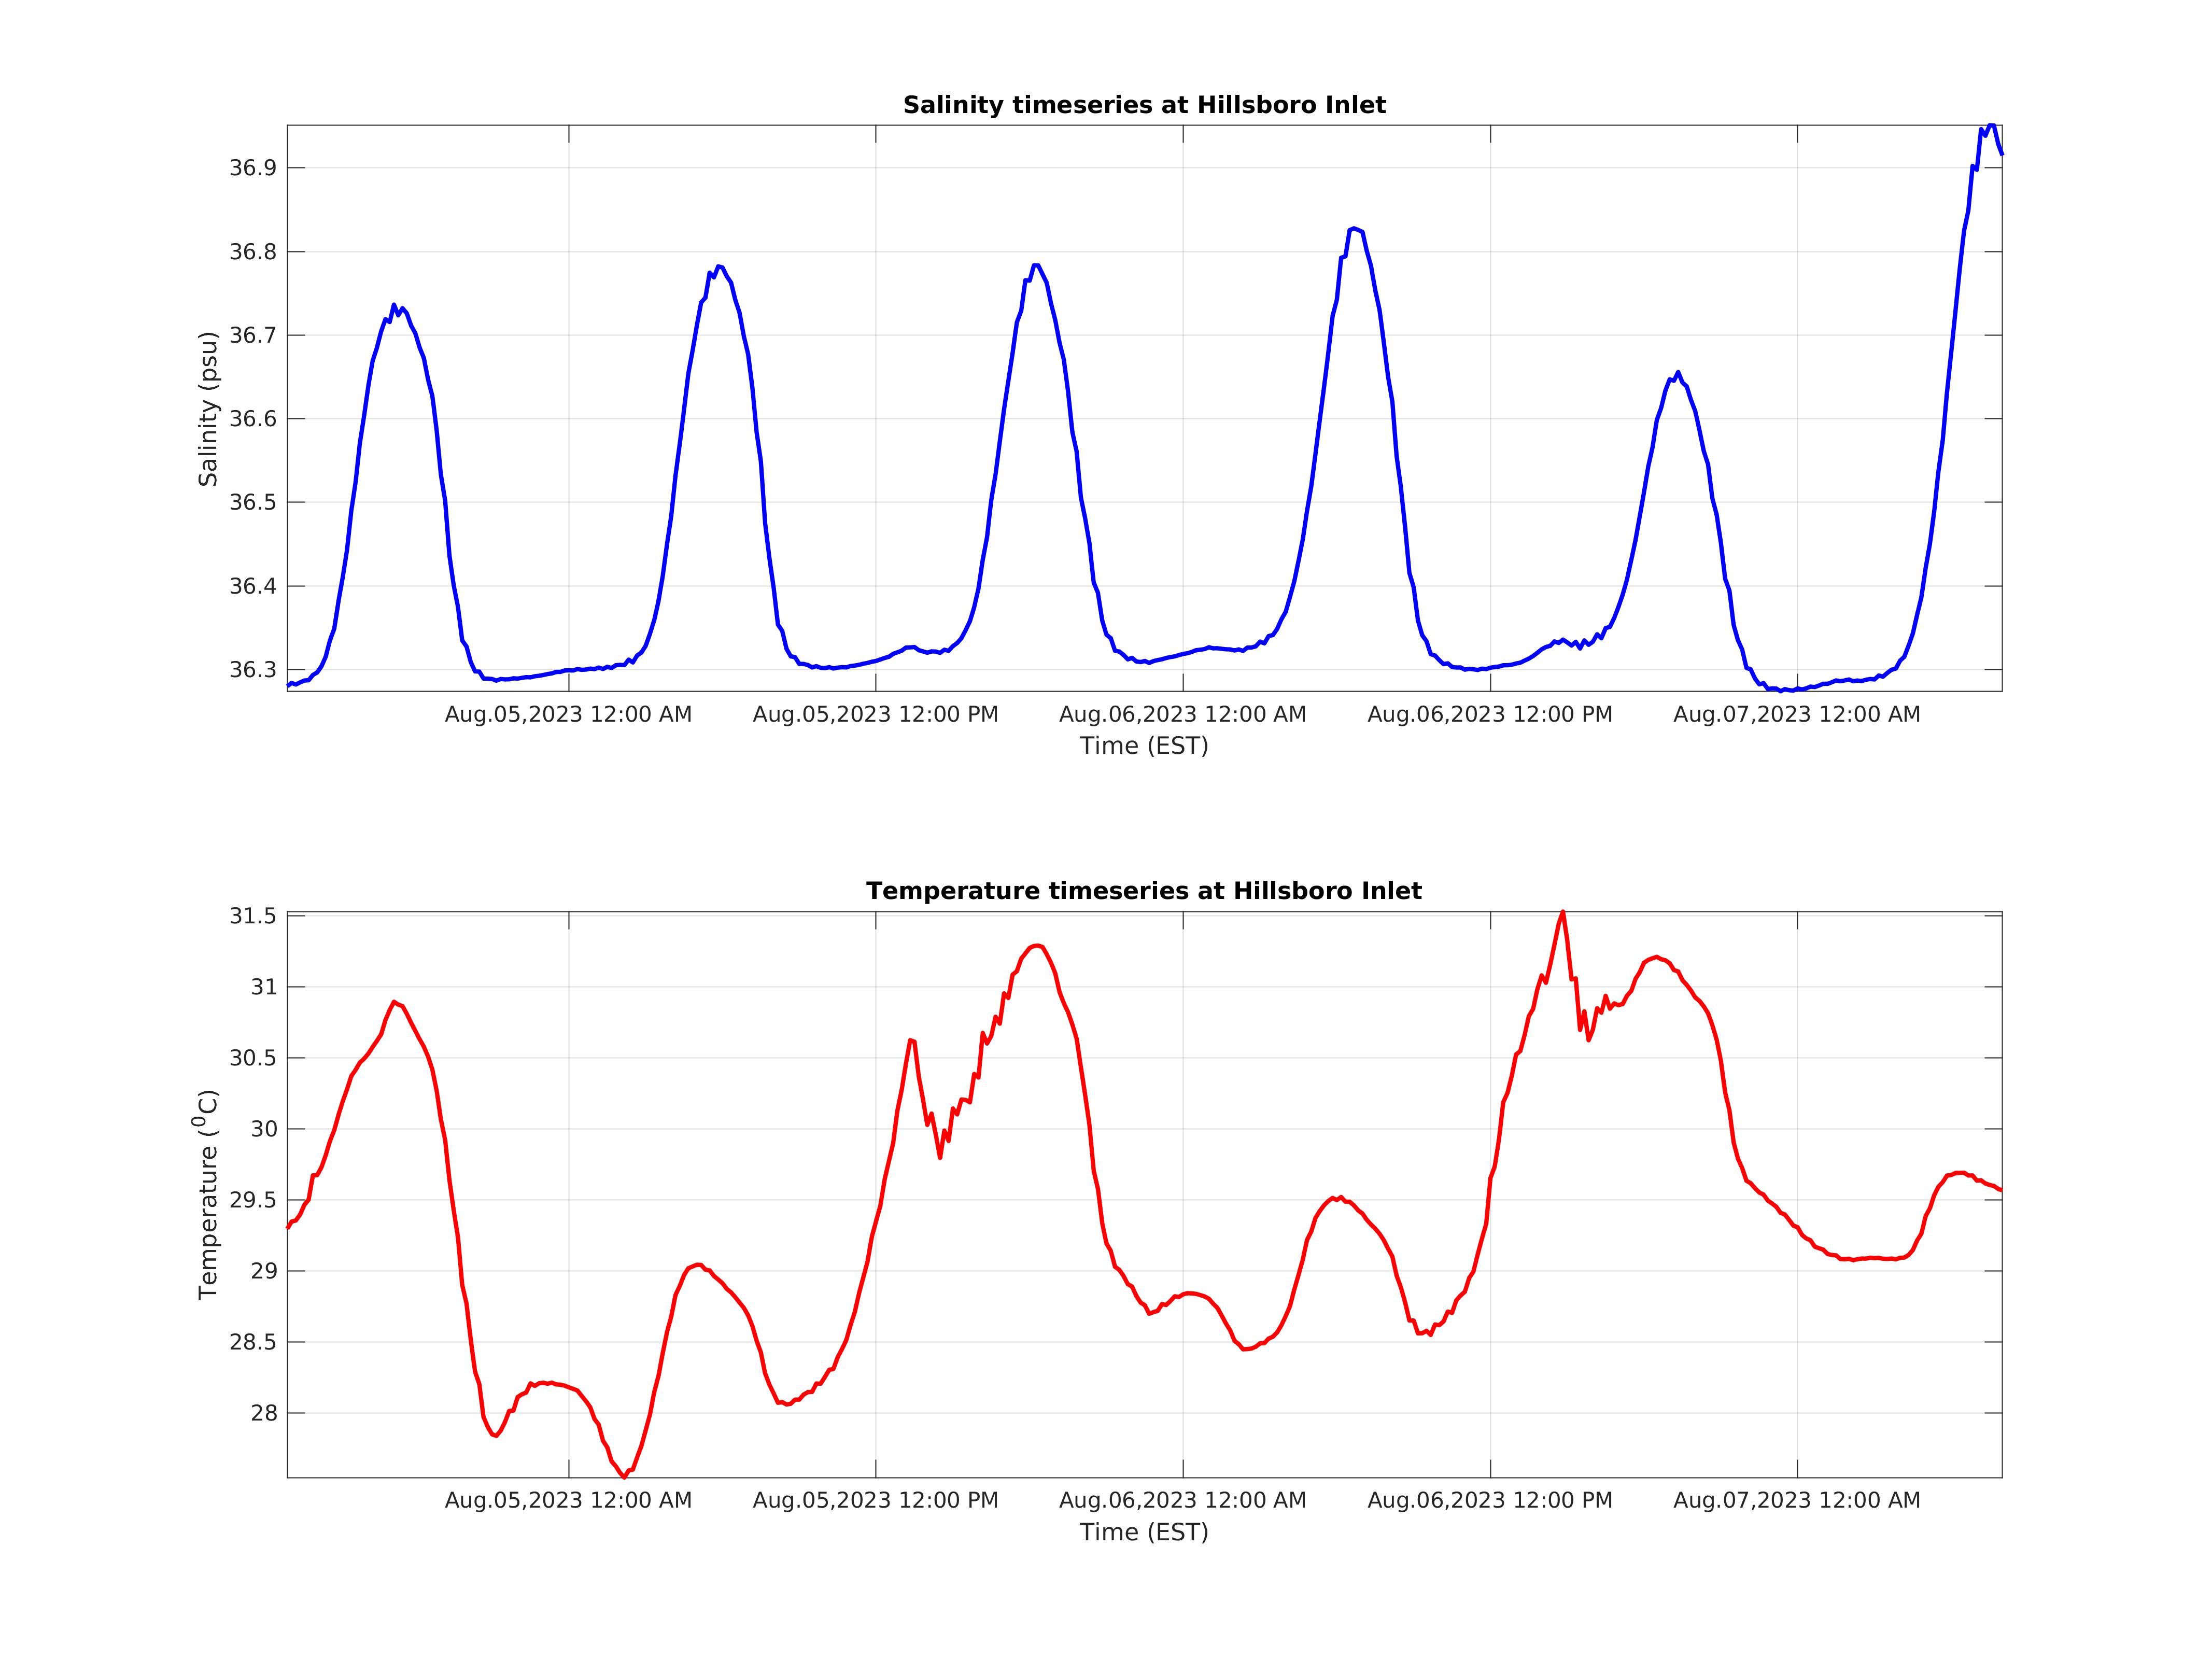 Salinity timeseries at Hillsboro Inlet
36.9
36.8
36.7
36.6
36.5
36.4
36.3
Salinity (psu)
Aug.05,2023 12:00 AM Aug.05,2023 12:00 PM Aug.06,2023 12:00 AM Aug.06,2023 12:00 PM Aug.07,2023 12:00 AM
Time (EST)
Temperature timeseries at Hillsboro Inlet
31.5
31
30.5
30
29.5
29
28.5
28
Temperature (⁰C)
Aug.05,2023 12:00 AM Aug.05,2023 12:00 PM Aug.06,2023 12:00 AM Aug.06,2023 12:00 PM Aug.07,2023 12:00 AM
Time (EST)